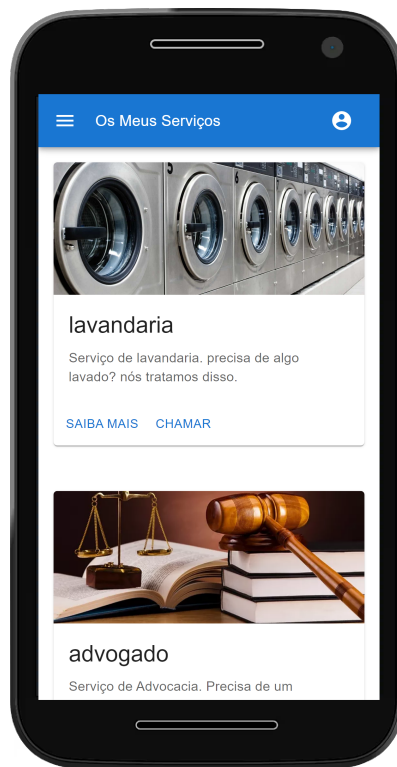 Os Meus Serviços
lavandaria
Serviço de lavandaria. precisa de algo
lavado? nós tratamos disso.
SAIBA MAIS CHAMAR
advogado
Serviço de Advocacia. Precisa de um